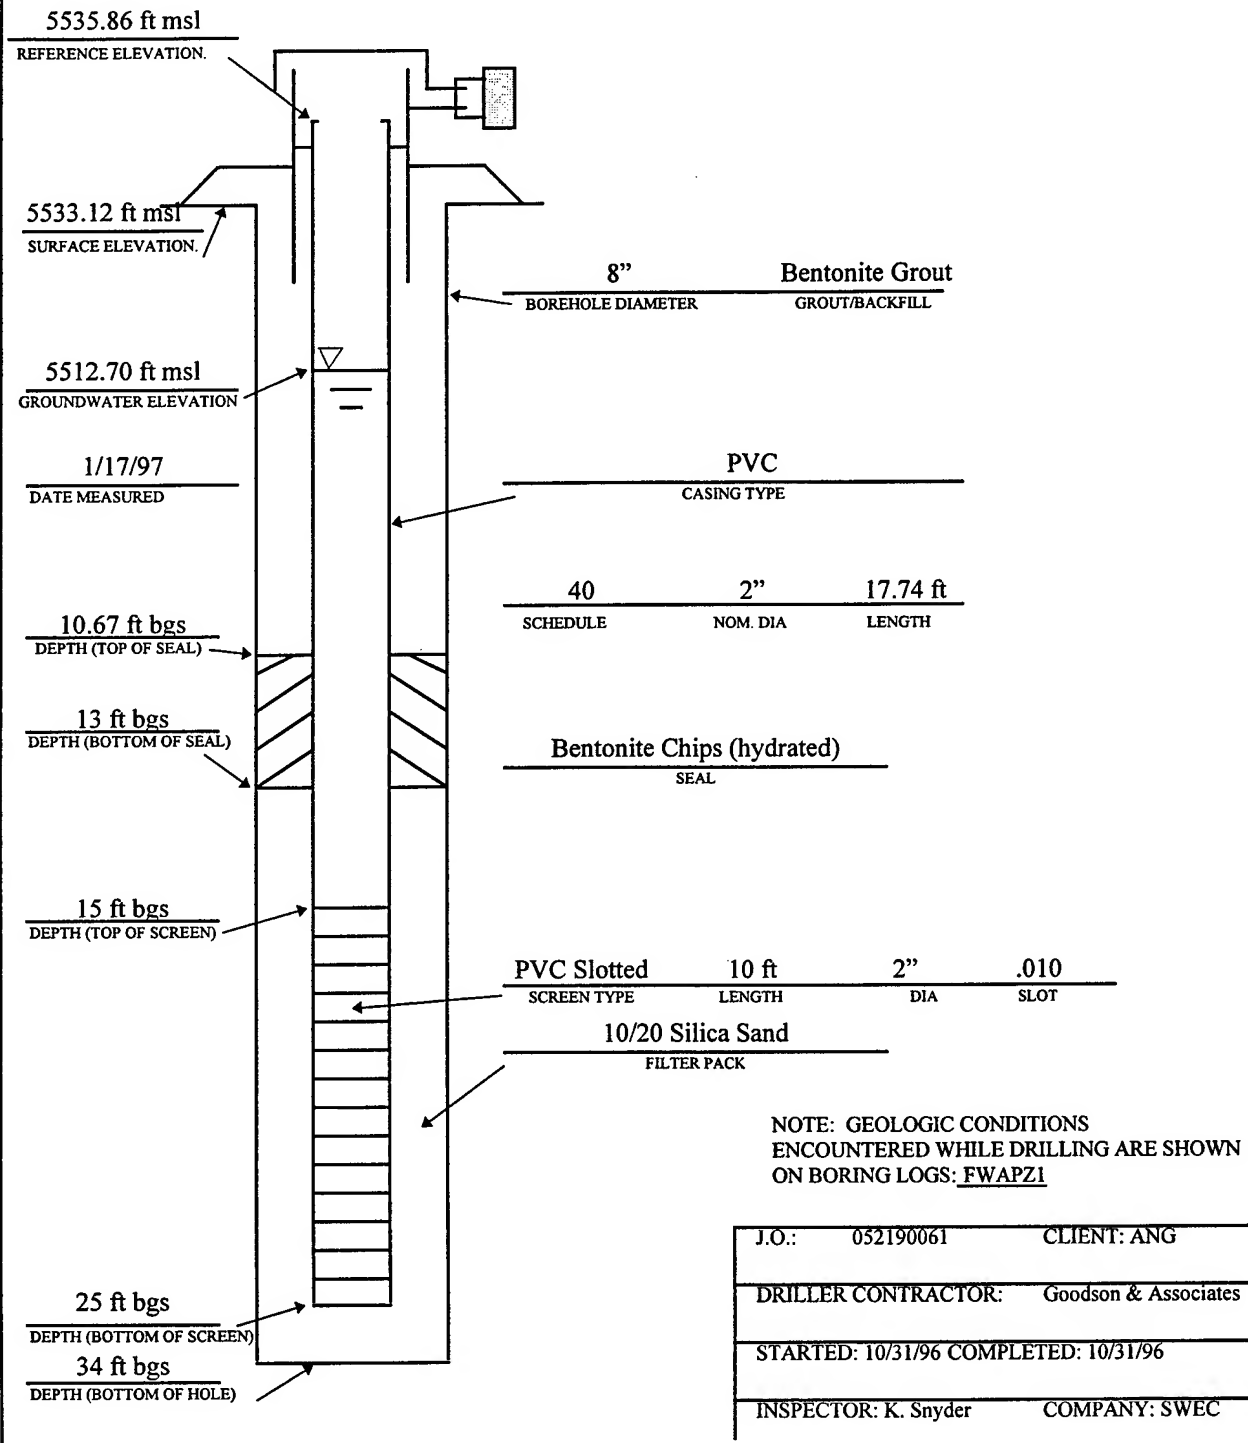 5535.86 ft msl
REFERENCE ELEVATION.
5533.12 ft msl
SURFACE ELEVATION.
8” Bentonite Grout
BOREHOLE DIAMETER GROUT/BACKFILL
5512.70 ft msl
GROUNDWATER ELEVATION
1/17/97
DATE MEASURED
PVC
CASING TYPE
40 2” 17.74 ft
SCHEDULE NOM. DIA LENGTH
10.67 ft bgs
DEPTH (TOP OF SEAL)
13 ft bgs
DEPTH (BOTTOM OF SEAL)
Bentonite Chips (hydrated)
SEAL
15 ft bgs
DEPTH (TOP OF SCREEN)
PVC Slotted 10 ft 2” .010
SCREEN TYPE LENGTH DIA SLOT
10/20 Silica Sand
FILTER PACK
NOTE: GEOLOGIC CONDITIONS
ENCOUNTERED WHILE DRILLING ARE SHOWN
ON BORING LOGS: FWAPZ1
J.O.: 052190061 CLIENT: ANG
DRILLER CONTRACTOR: Goodson & Associates
STARTED: 10/31/96 COMPLETED: 10/31/96
INSPECTOR: K. Snyder COMPANY: SWEC
25 ft bgs
DEPTH (BOTTOM OF SCREEN)
34 ft bgs
DEPTH (BOTTOM OF HOLE)